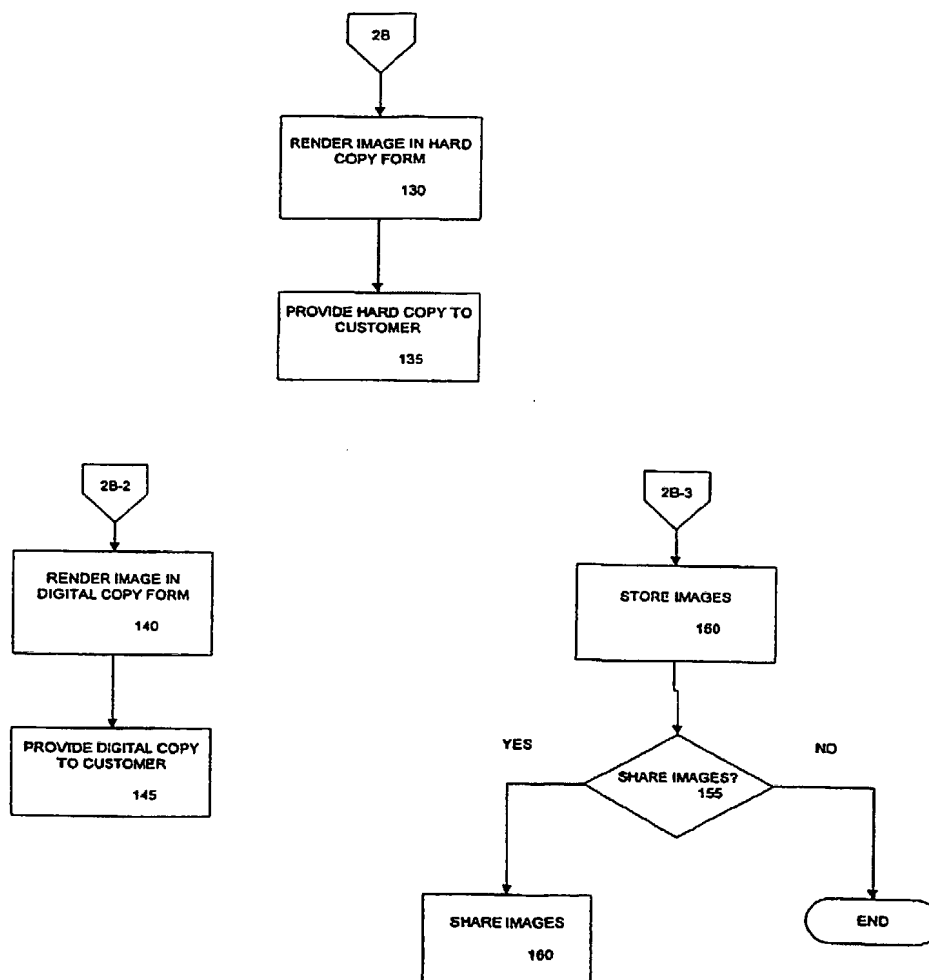 2B
RENDER IMAGE IN HARD
COPY FORM
130
PROVIDE HARD COPY TO
CUSTOMER
135
2B-2
RENDER IMAGE IN
DIGITAL COPY FORM
140
PROVIDE DIGITAL COPY
TO CUSTOMER
145
2B-3
STORE IMAGES
160
YES
NO
SHARE IMAGES?
155
SHARE IMAGES
160
END